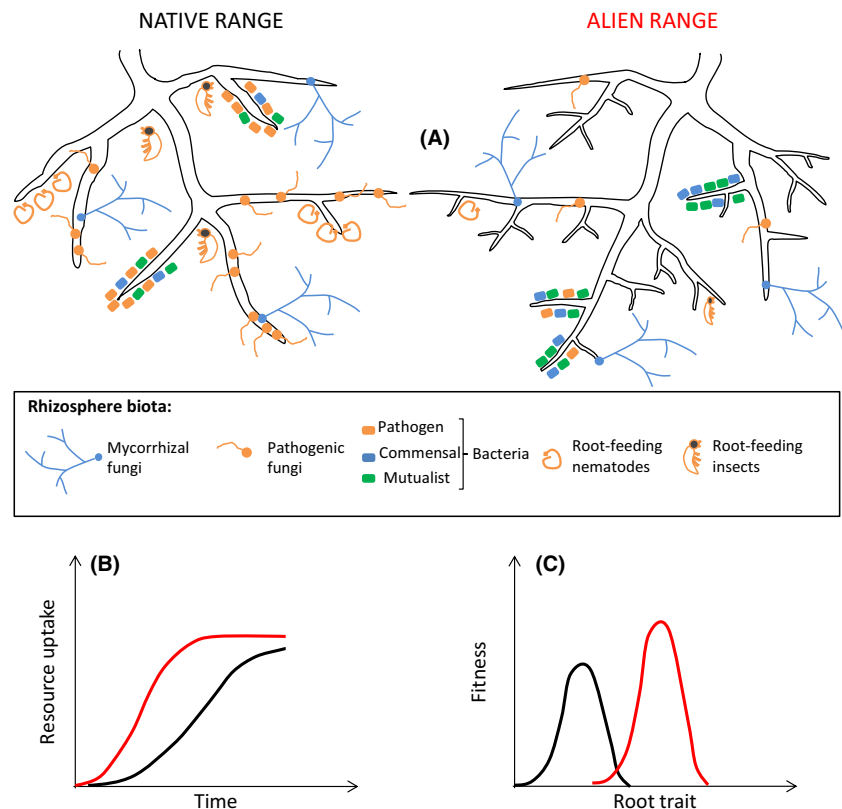 NATIVE RANGE
ALIEN RANGE
(A)
Rhizosphere biota:
Mycorrhizal
fungi
Pathogenic
fungi
Pathogen
Commensal
Mutualist
Bacteria
Root-feeding
nematodes
Root-feeding
insects
(B)
Resource uptake
Time
(C)
Fitness
Root trait